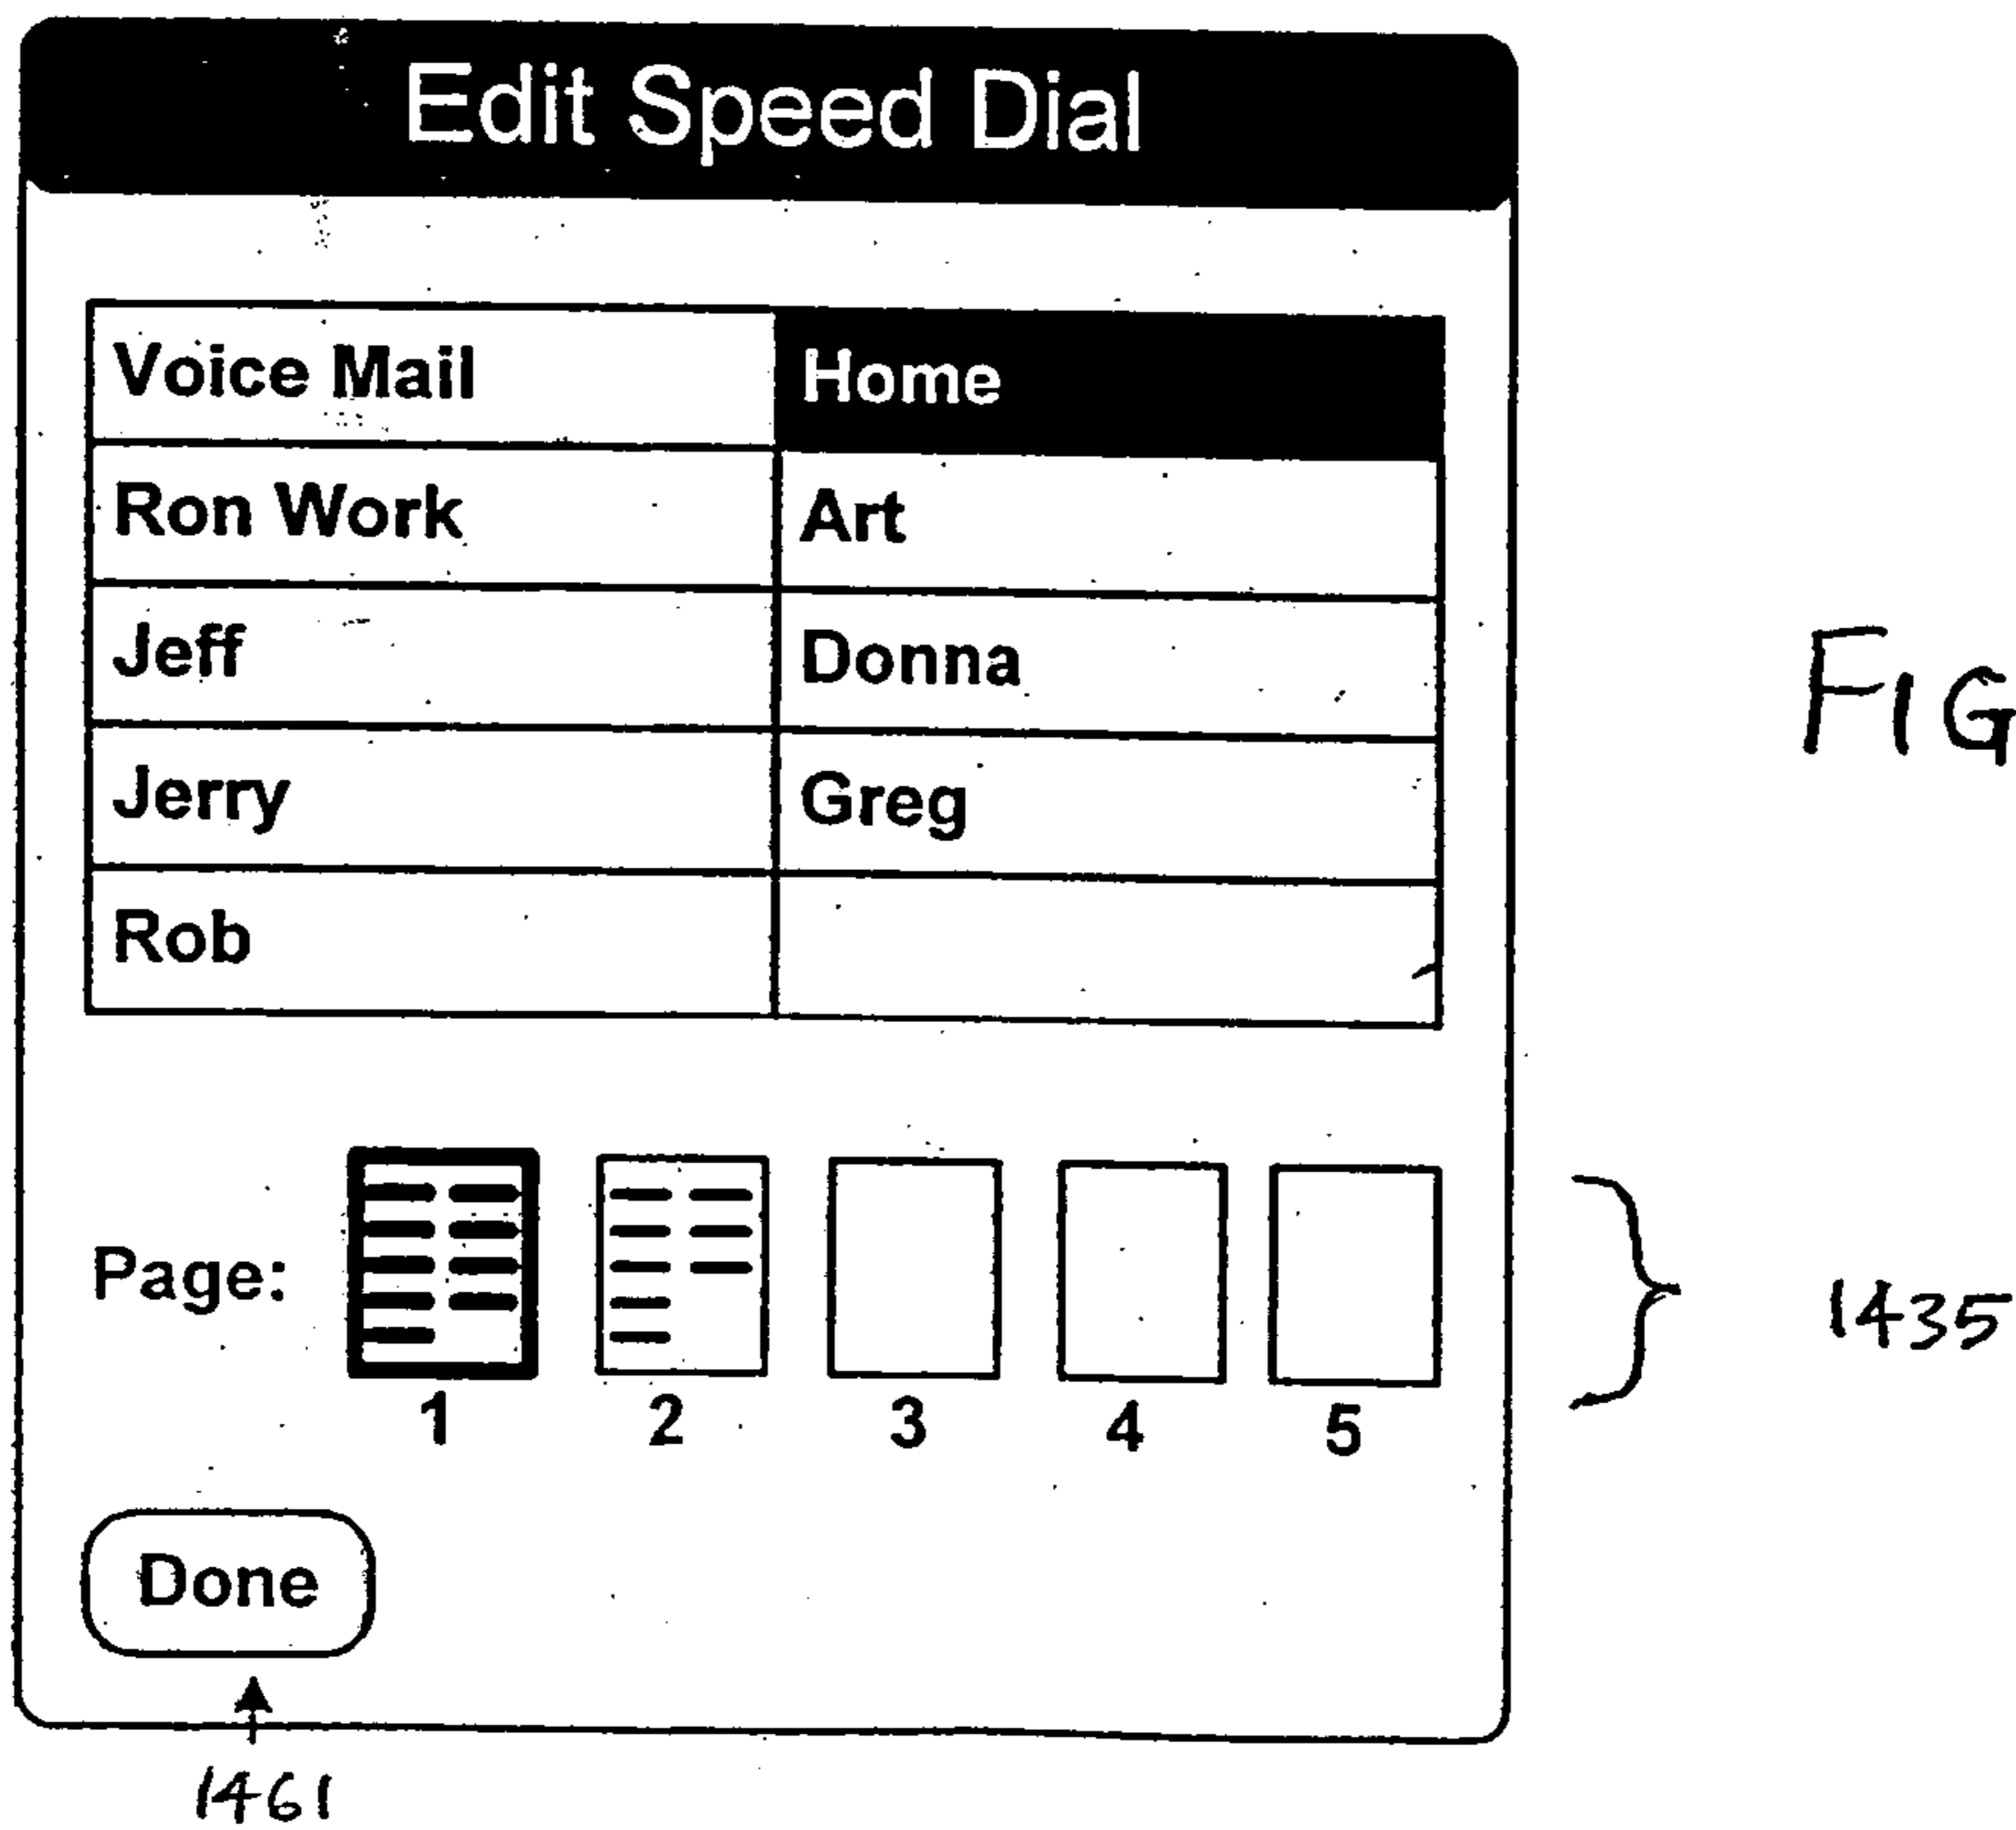 Edit Speed Dial
Voice Mail Home
Ron Work Art
Jeff Donna
FIG
Jerry Greg
Rob
Page:
1435
1 2 3 4 5
Done
1461